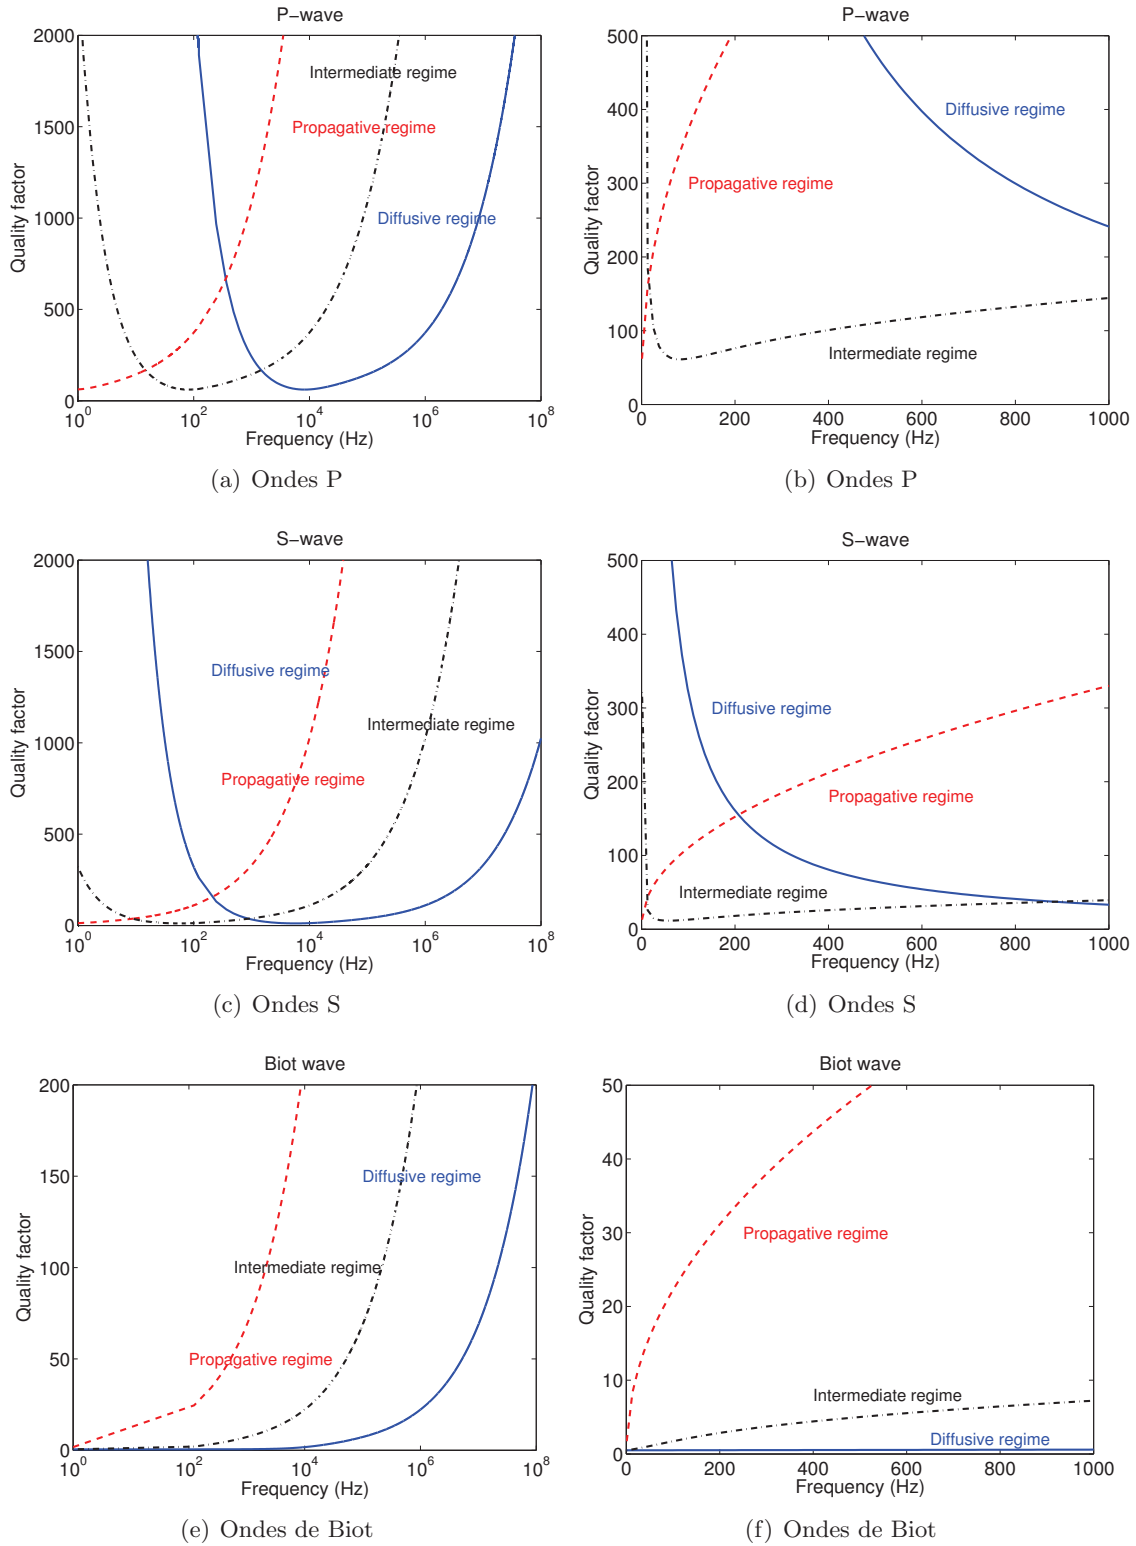 P−wave
2000
1500
1000
500
0
Quality factor
Intermediate regime
Propagative regime
Diffusive regime
10^0 10^2 10^4 10^6 10^8
Frequency (Hz)
(a) Ondes P
P−wave
500
400
300
200
100
0
Quality factor
Diffusive regime
Propagative regime
Intermediate regime
0 200 400 600 800 1000
Frequency (Hz)
(b) Ondes P
S−wave
2000
1500
1000
500
0
Quality factor
Diffusive regime
Intermediate regime
Propagative regime
10^0 10^2 10^4 10^6 10^8
Frequency (Hz)
(c) Ondes S
S−wave
500
400
300
200
100
0
Quality factor
Diffusive regime
Propagative regime
Intermediate regime
0 200 400 600 800 1000
Frequency (Hz)
(d) Ondes S
Biot wave
200
150
100
50
0
Quality factor
Diffusive regime
Intermediate regime
Propagative regime
10^0 10^2 10^4 10^6 10^8
Frequency (Hz)
(e) Ondes de Biot
Biot wave
50
40
30
20
10
0
Quality factor
Propagative regime
Intermediate regime
Diffusive regime
0 200 400 600 800 1000
Frequency (Hz)
(f) Ondes de Biot